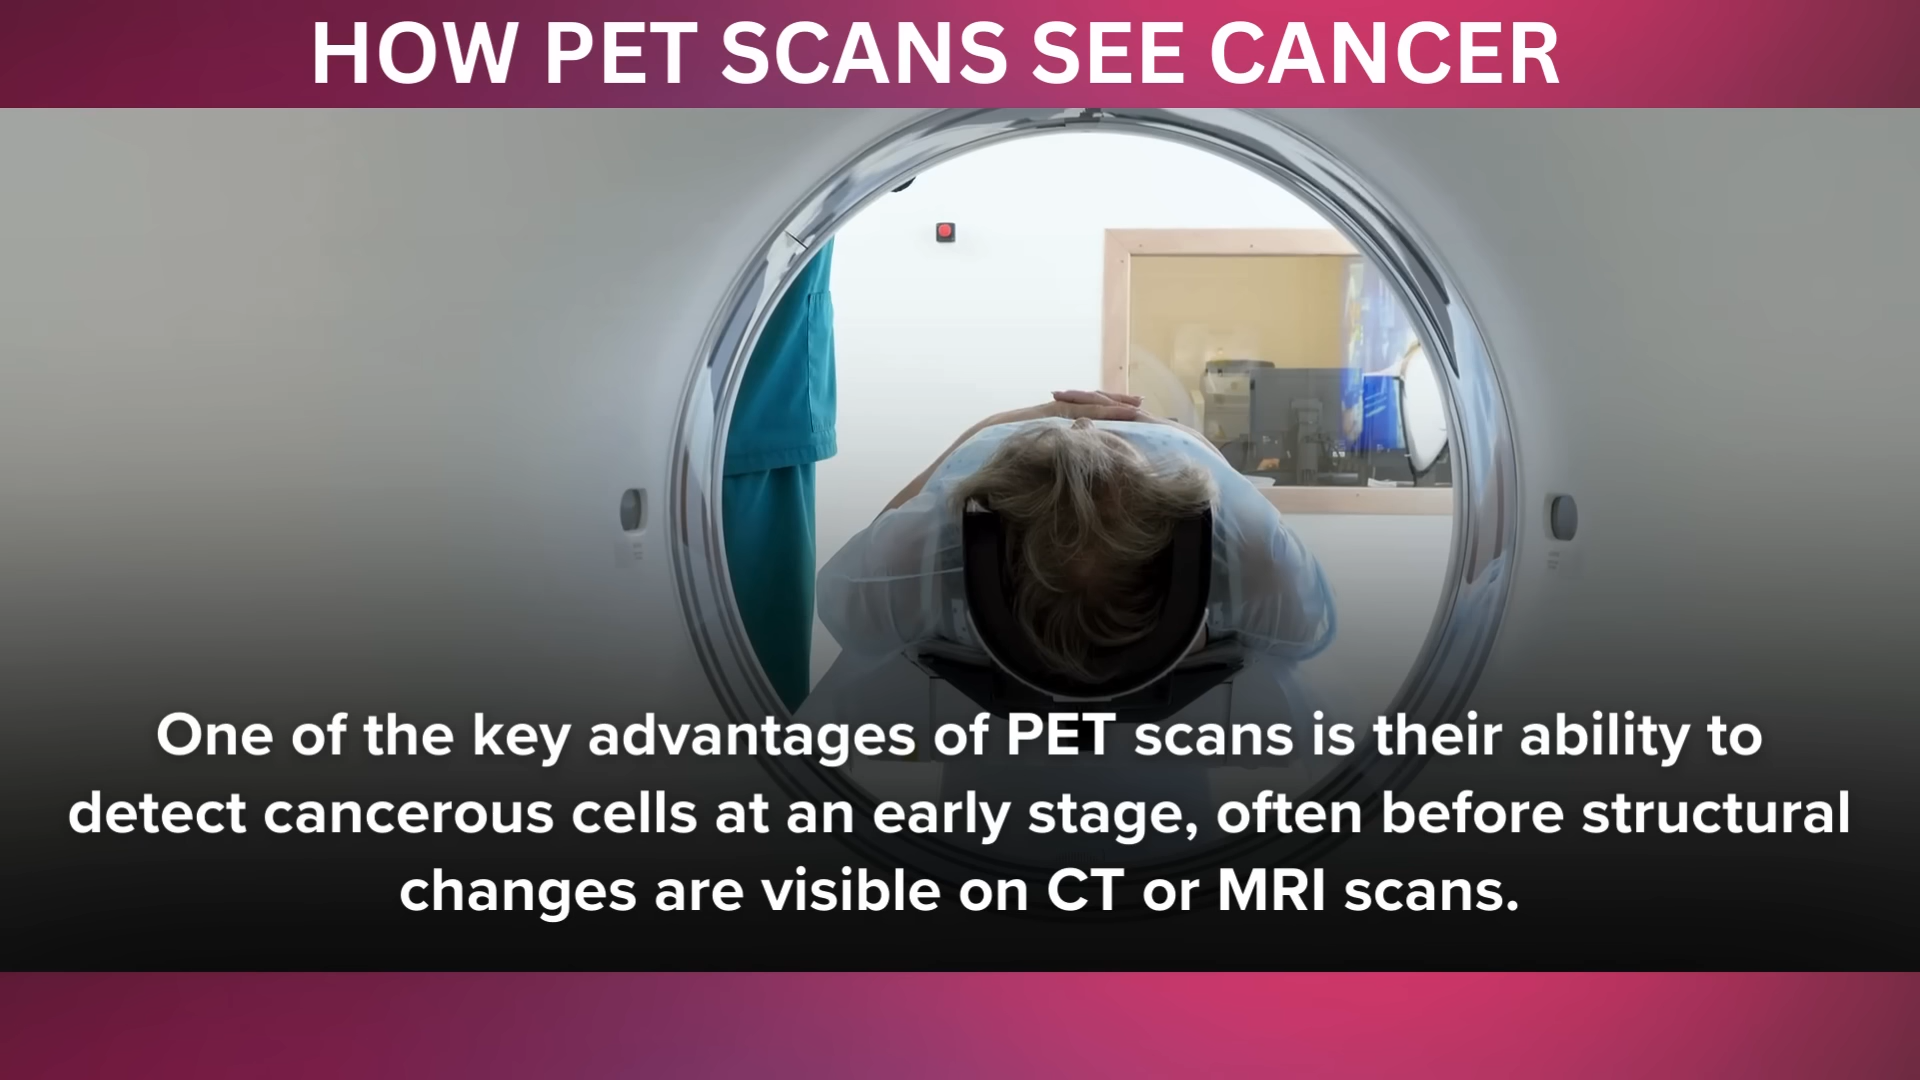 HOW PET SCANS SEE CANCER
One of the key advantages of PET scans is their ability to
detect cancerous cells at an early stage, often before structural
changes are visible on CT or MRI scans.